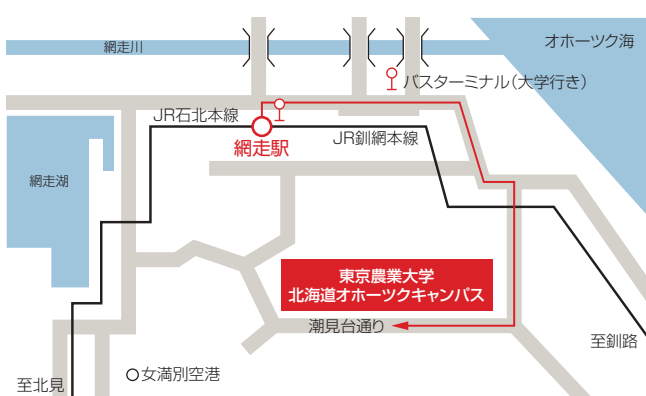 網走川
オホーツク海
バスターミナル(大学行き)
JR石北本線
JR釧網本線
網走駅
網走湖
東京農業大学
北海道オホーツクキャンパス
潮見台通り
至釧路
女満別空港
至北見